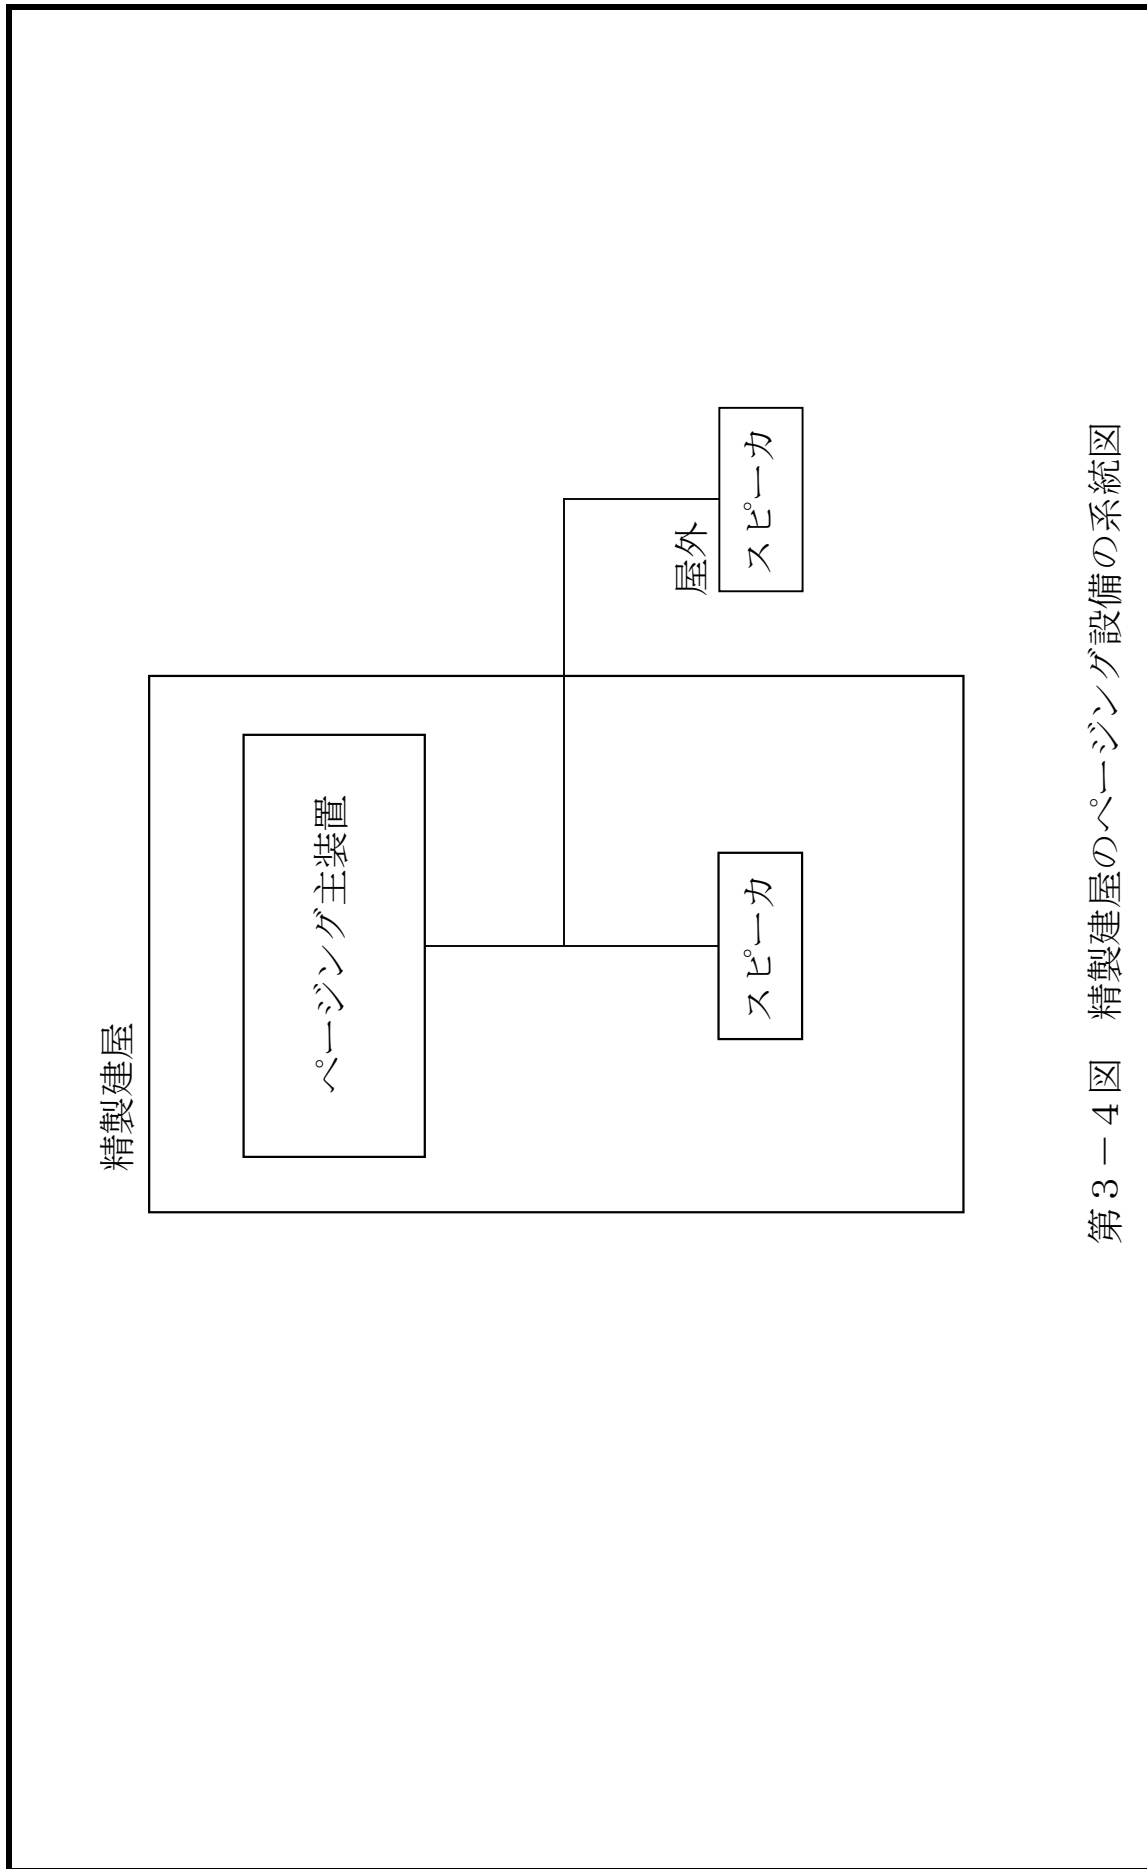 精製建屋
ページング主装置
屋外
スピーカ
スピーカ
第３－４図　精製建屋のページング設備の系統図